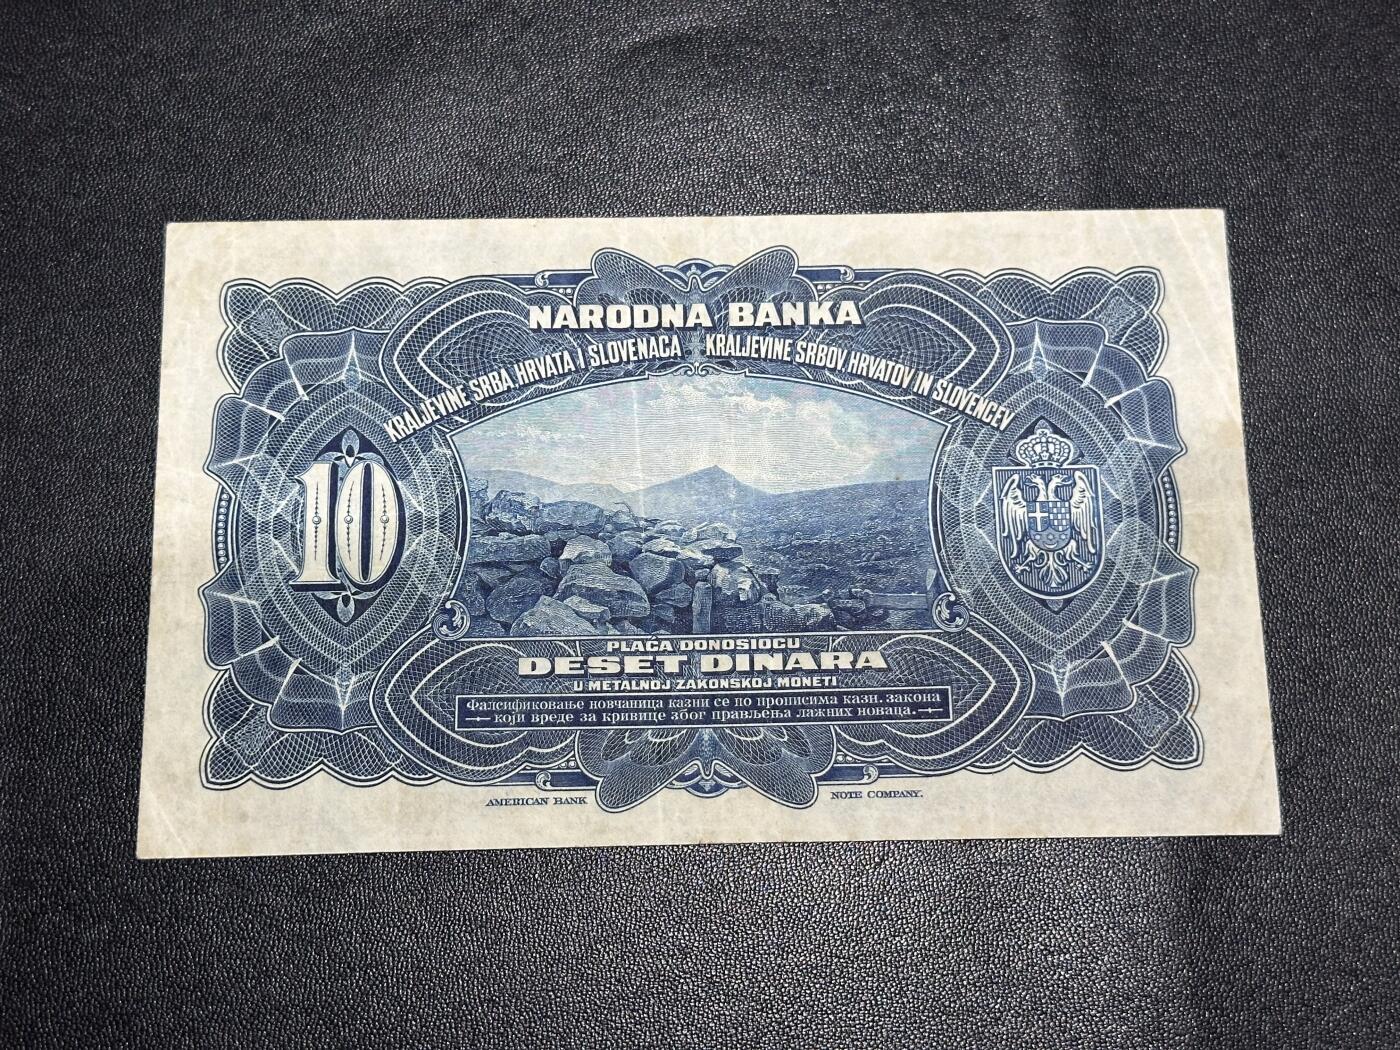 NARODNA BANKA
KRALJEVINE SRBA, HRVATA I SLOVENACA KRALJEVINE SRBOV, HRVATOV IN SLOVENCEV
10
PLAĆA DONOSIOCU
DESET DINARA
U METALNOJ ZAKONSKOJ MONETI
Фалсификовање новчаница казни се по прописима казн. закона
који вреде за кривице због прављења лажних новаца.
AMERICAN BANK NOTE COMPANY.